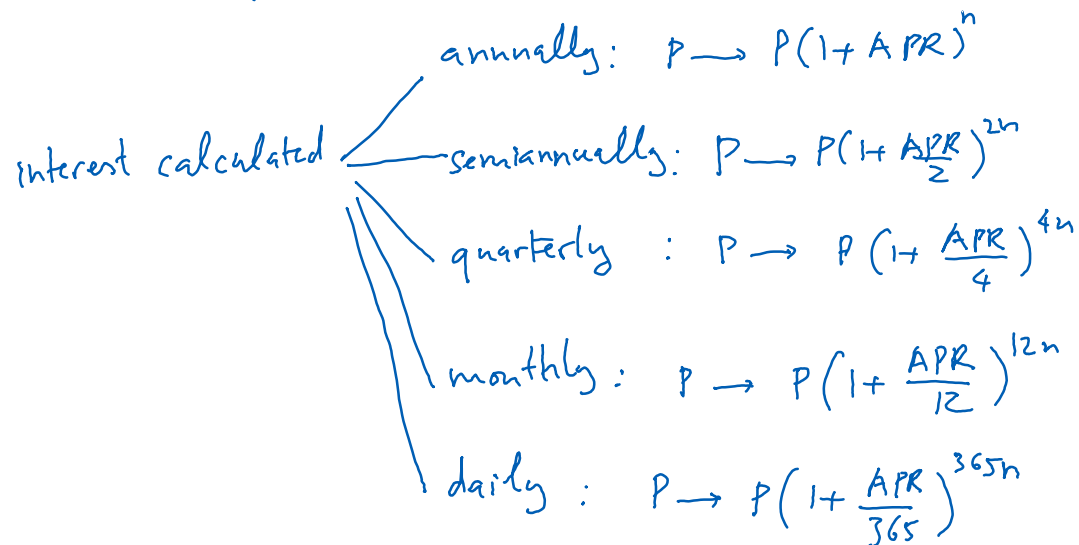 annually: P → P(1+ APR)^n
interest calculated
semiannually: P → P(1+ APR/2)^2n
quarterly : P → P(1+ APR/4)^4n
monthly : P → P(1+ APR/12)^12n
daily : P → P(1+ APR/365)^365n